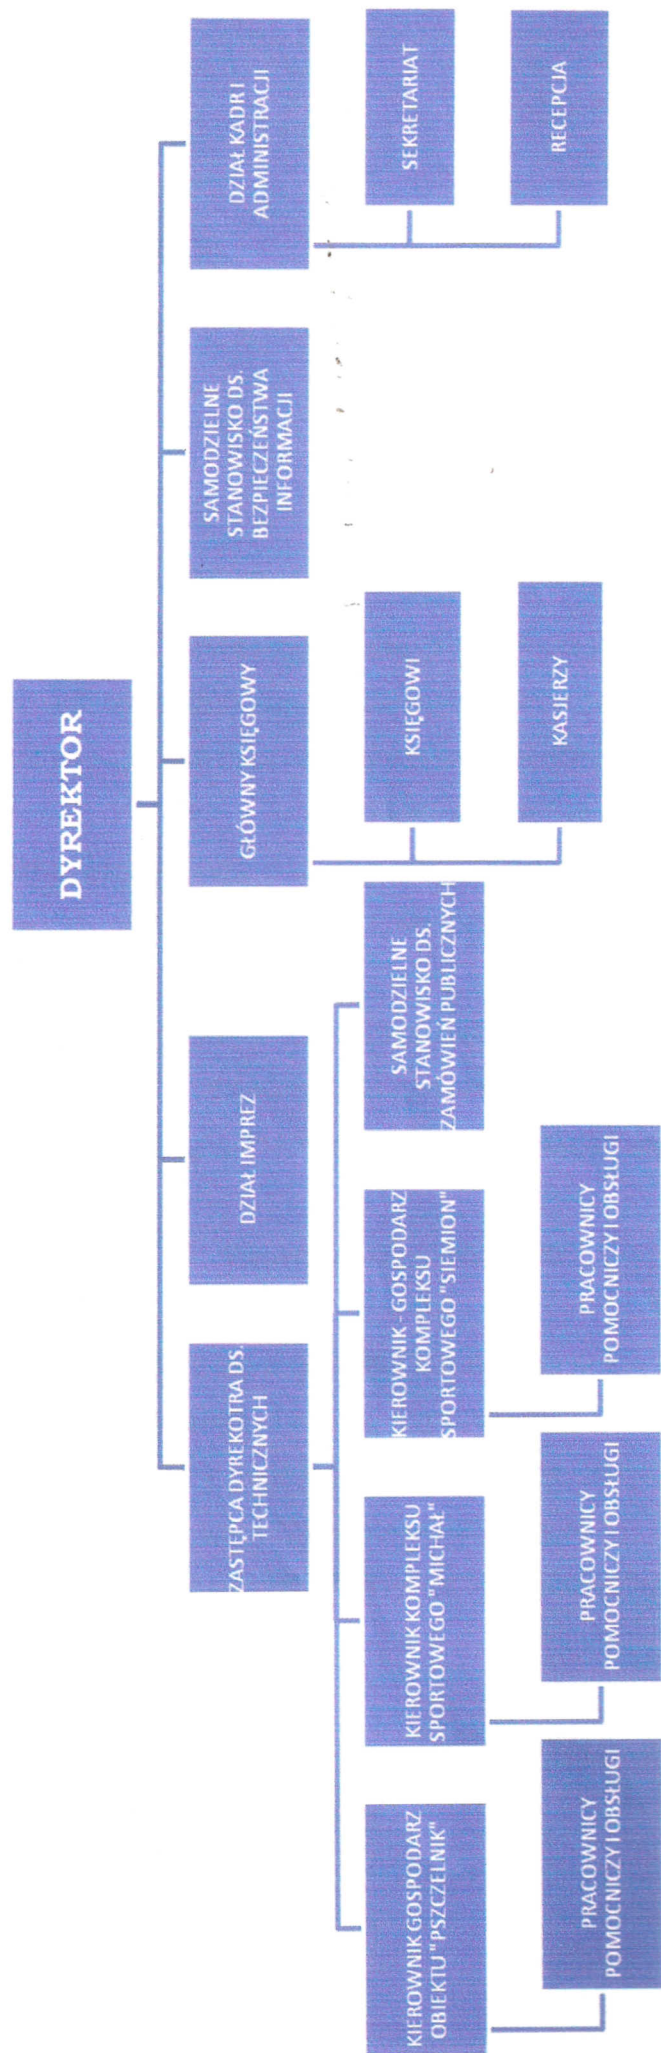 DYREKTOR
ZASTĘPCA DYREKOTRA DS.
TECHNICZNYCH
DZIAŁ IMPREZ
GŁÓWNY KSIĘGOWY
SAMODZIELNE
STANOWISKO DS.
BEZPIECZEŃSTWA
INFORMACJI
DZIAŁ KADR I
ADMINISTRACJI
KIEROWNIK GOSPODARZ
OBIEKTU "PSZCZELNIK"
KIEROWNIK KOMPLEKSU
SPORTOWEGO "MICHAŁ"
KIEROWNIK - GOSPODARZ
KOMPLEKSU
SPORTOWEGO "SIEMION"
SAMODZIELNE
STANOWISKO DS.
ZAMÓWIEŃ PUBLICZNYCH
KSIĘGOWI
SEKRETARIAT
PRACOWNICY
POMOCNICZY I OBSŁUGI
PRACOWNICY
POMOCNICZY I OBSŁUGI
PRACOWNICY
POMOCNICZY I OBSŁUGI
KASJERZY
RECEPCJA